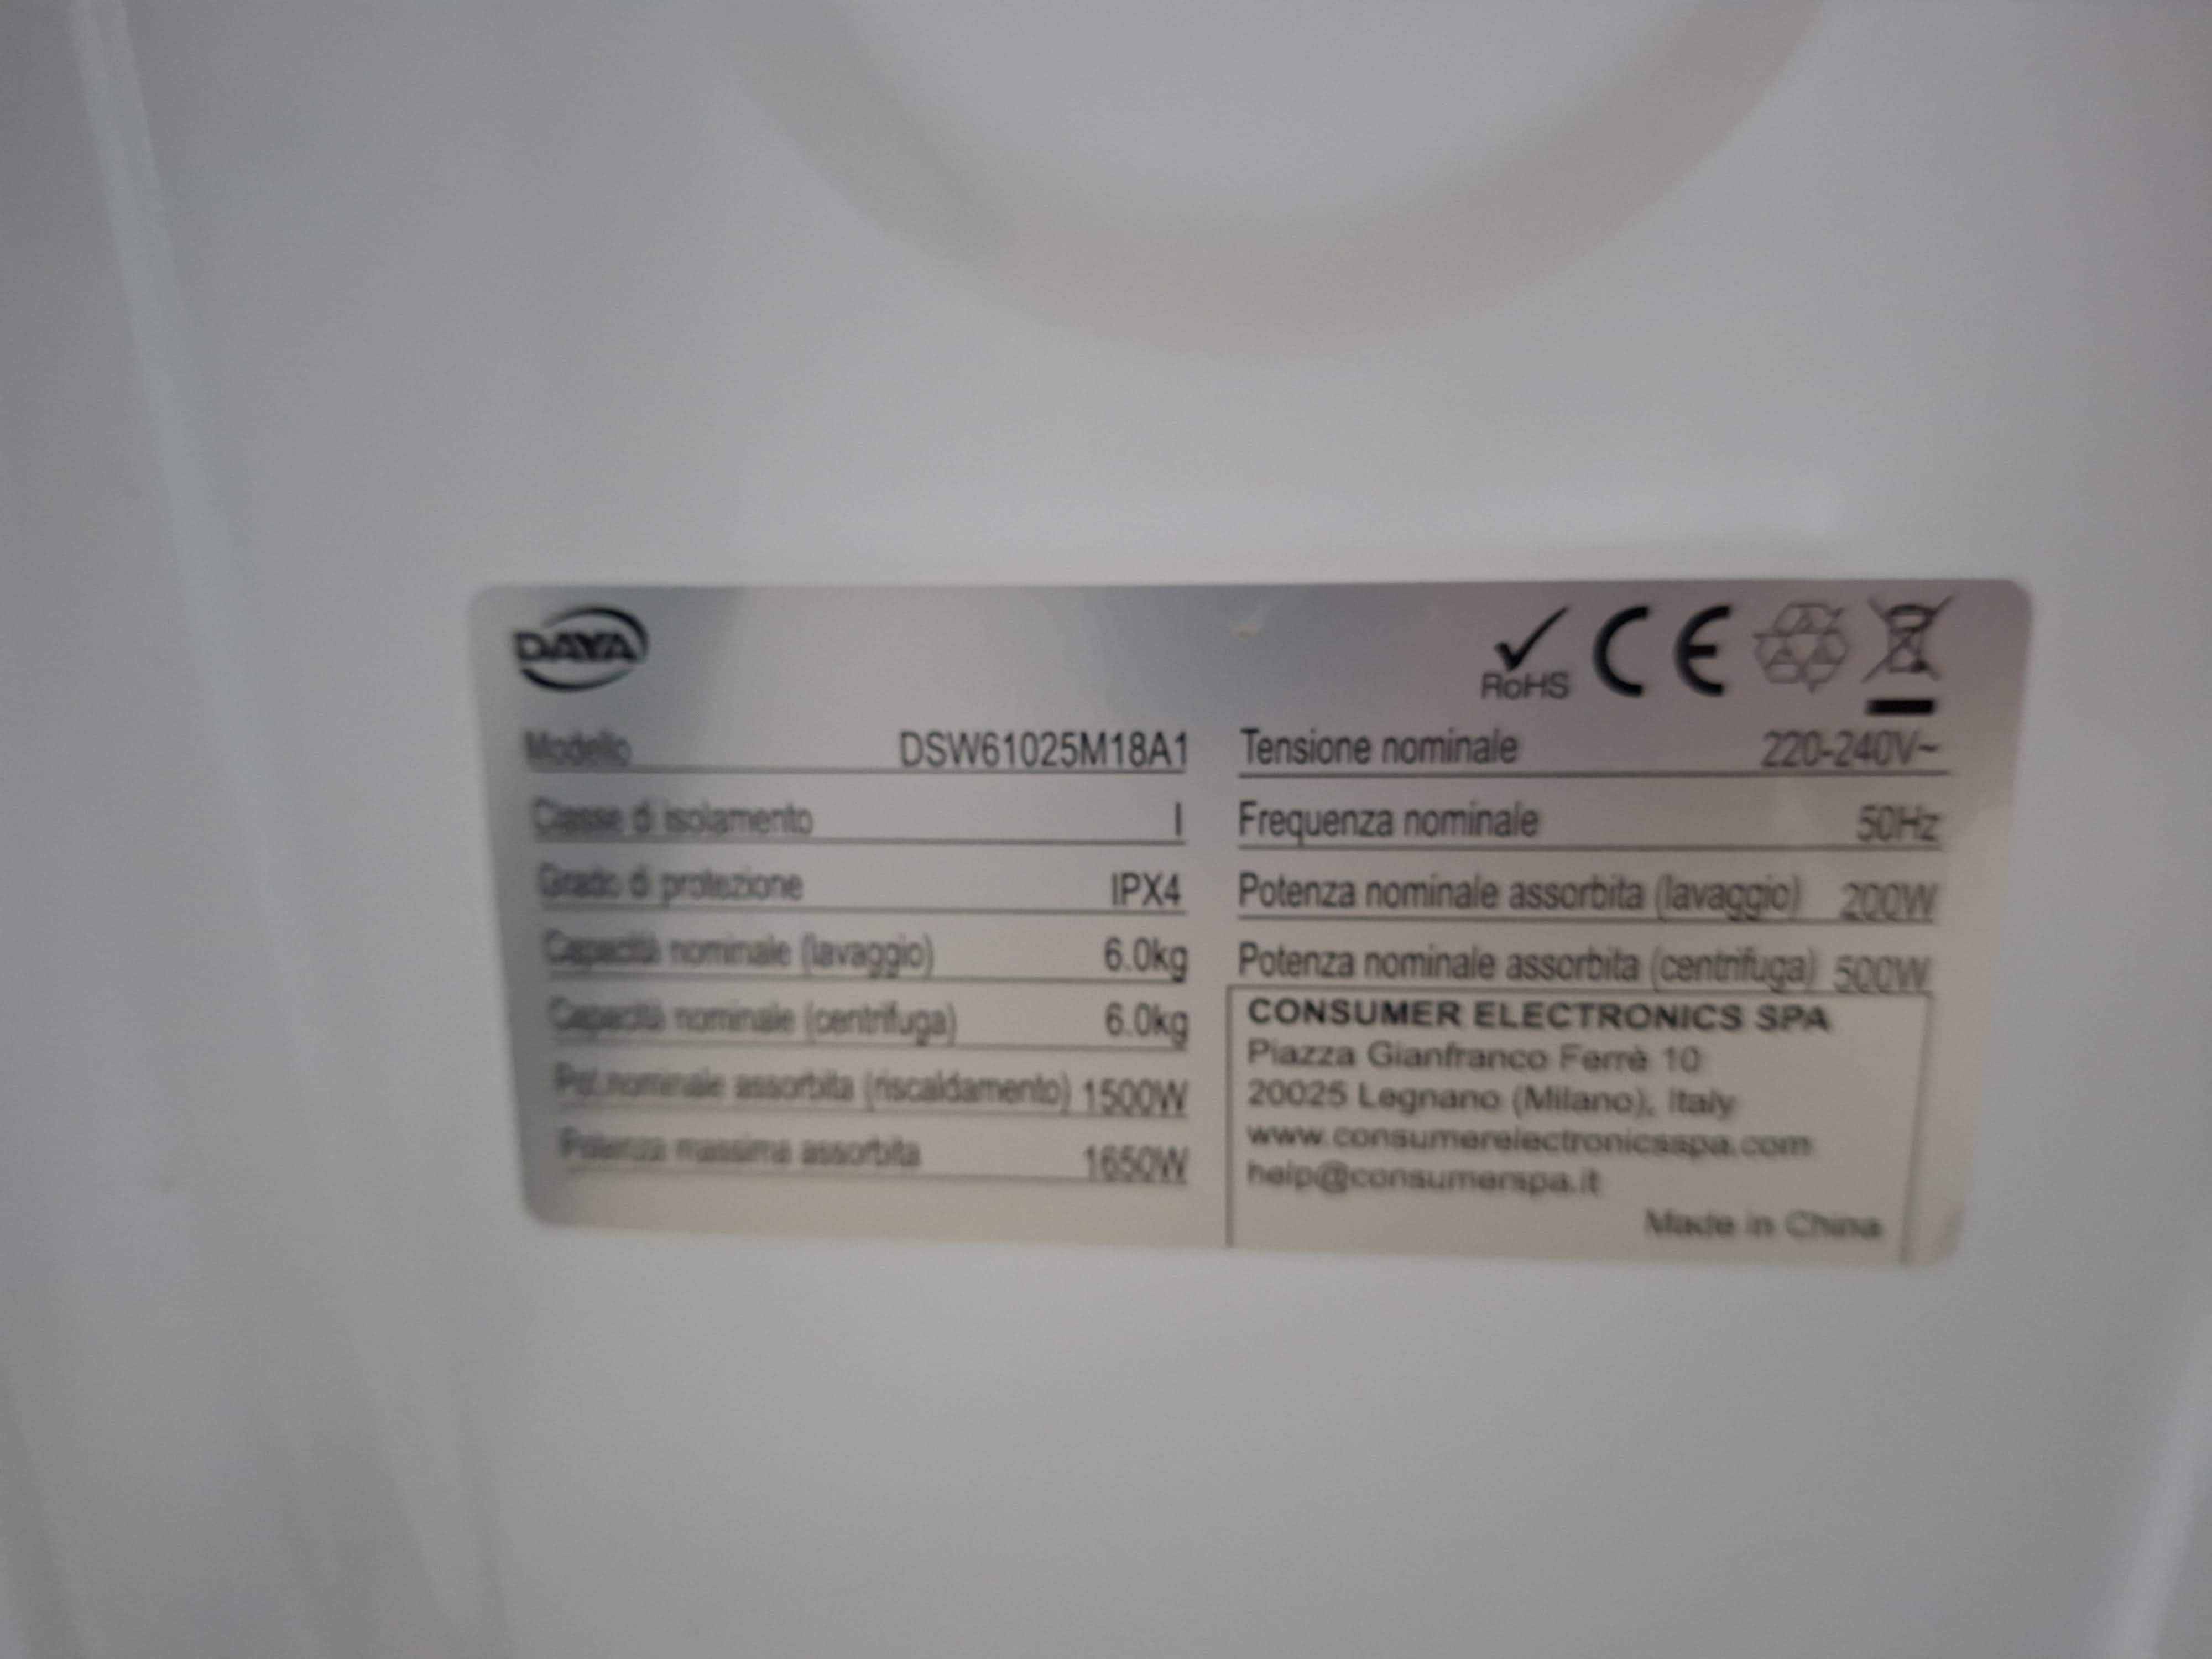 DAYA
RoHS CE
Modello DSW61025M18A1
Classe di isolamento I
Grado di protezione IPX4
Capacità nominale (lavaggio) 6.0kg
Capacità nominale (centrifuga) 6.0kg
Pot.nominale assorbita (riscaldamento) 1500W
Potenza massima assorbita 1650W
Tensione nominale 220-240V~
Frequenza nominale 50Hz
Potenza nominale assorbita (lavaggio) 200W
Potenza nominale assorbita (centrifuga) 500W
CONSUMER ELECTRONICS SPA
Piazza Gianfranco Ferrè 10
20025 Legnano (Milano), Italy
www.consumerelectronicsspa.com
help@consumerspa.it
Made in China